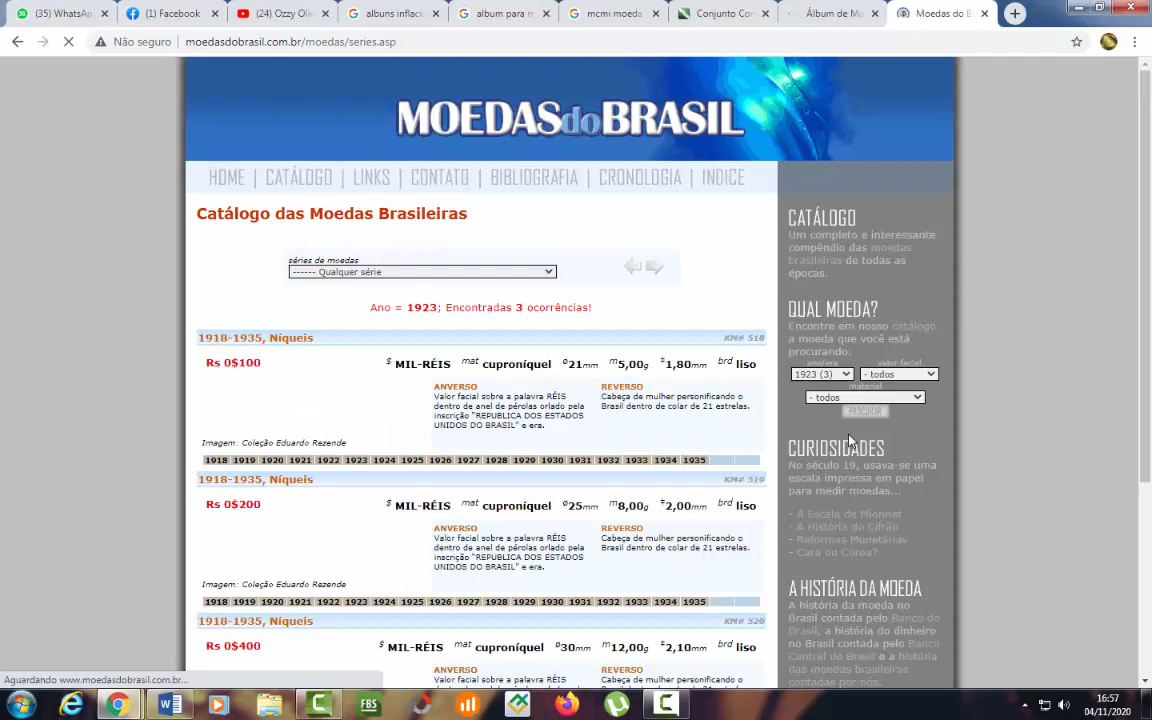 (35) WhatsAp
(1) Facebook
(24) Ozzy Oli
albuns inflaci
album para m
mcmi moeda
Conjunto Con
Álbum de Mo
Moedas do B
Não seguro | moedasdobrasil.com.br/moedas/series.asp
MOEDASdoBRASIL
HOME | CATÁLOGO | LINKS | CONTATO | BIBLIOGRAFIA | CRONOLOGIA | INDICE
Catálogo das Moedas Brasileiras
séries de moedas
------ Qualquer série
Ano = 1923; Encontradas 3 ocorrências!
1918-1935, Níqueis KM# 518
Rs 0$100 $ MIL-RÉIS mat cuproníquel ø21mm m5,00g ‡1,80mm brd liso
ANVERSO
Valor facial sobre a palavra RÉIS
dentro de anel de pérolas orlado pela
inscrição "REPUBLICA DOS ESTADOS
UNIDOS DO BRASIL" e era.
REVERSO
Cabeça de mulher personificando o
Brasil dentro de colar de 21 estrelas.
Imagem: Coleção Eduardo Rezende
1918 1919 1920 1921 1922 1923 1924 1925 1926 1927 1928 1929 1930 1931 1932 1933 1934 1935
1918-1935, Níqueis KM# 519
Rs 0$200 $ MIL-RÉIS mat cuproníquel ø25mm m8,00g ‡2,00mm brd liso
ANVERSO
Valor facial sobre a palavra RÉIS
dentro de anel de pérolas orlado pela
inscrição "REPUBLICA DOS ESTADOS
UNIDOS DO BRASIL" e era.
REVERSO
Cabeça de mulher personificando o
Brasil dentro de colar de 21 estrelas.
Imagem: Coleção Eduardo Rezende
1918 1919 1920 1921 1922 1923 1924 1925 1926 1927 1928 1929 1930 1931 1932 1933 1934 1935
1918-1935, Níqueis KM# 520
Rs 0$400 $ MIL-RÉIS mat cuproníquel ø30mm m12,00g ‡2,10mm brd liso
ANVERSO
Valor facial sobre a palavra RÉIS
REVERSO
Cabeça de mulher personificando o
CATÁLOGO
Um completo e interessante
compêndio das moedas
brasileiras de todas as
épocas.
QUAL MOEDA?
Encontre em nosso catálogo
a moeda que você está
procurando:
ano/era valor facial
1923 (3) - todos
material
- todos
PROCURAR
CURIOSIDADES
No século 19, usava-se uma
escala impressa em papel
para medir moedas...
- A Escala de Mionnet
- A História do Cifrão
- Reformas Monetárias
- Cara ou Coroa?
A HISTÓRIA DA MOEDA
A história da moeda no
Brasil contada pelo Banco do
Brasil, a história do dinheiro
no Brasil contada pelo Banco
Central do Brasil e a história
das moedas brasileiras
contadas por nós.
Aguardando www.moedasdobrasil.com.br...
FBS
16:57
04/11/2020